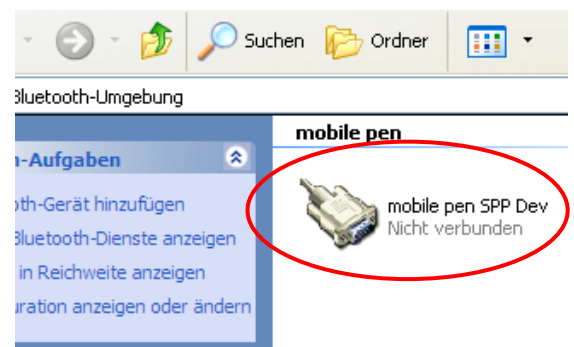 Suchen Ordner
Bluetooth-Umgebung
mobile pen
n-Aufgaben
oth-Gerät hinzufügen
Bluetooth-Dienste anzeigen
in Reichweite anzeigen
uration anzeigen oder ändern
mobile pen SPP Dev
Nicht verbunden